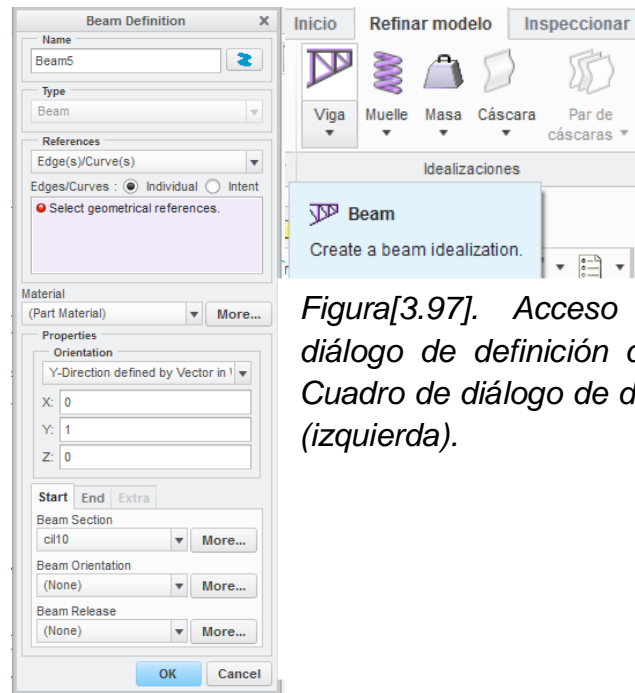 Beam Definition X
Name
Beam5
Type
Beam
References
Edge(s)/Curve(s)
Edges/Curves : Individual Intent
Select geometrical references.
Material
(Part Material) More...
Properties
Orientation
Y-Direction defined by Vector in
X: 0
Y: 1
Z: 0
Start End Extra
Beam Section
cil10 More...
Beam Orientation
(None) More...
Beam Release
(None) More...
OK Cancel
Inicio Refinar modelo Inspeccionar
Viga Muelle Masa Cáscara Par de
cáscaras
Idealizaciones
Beam
Create a beam idealization.
Figura[3.97]. Acceso
diálogo de definición
Cuadro de diálogo de
(izquierda).